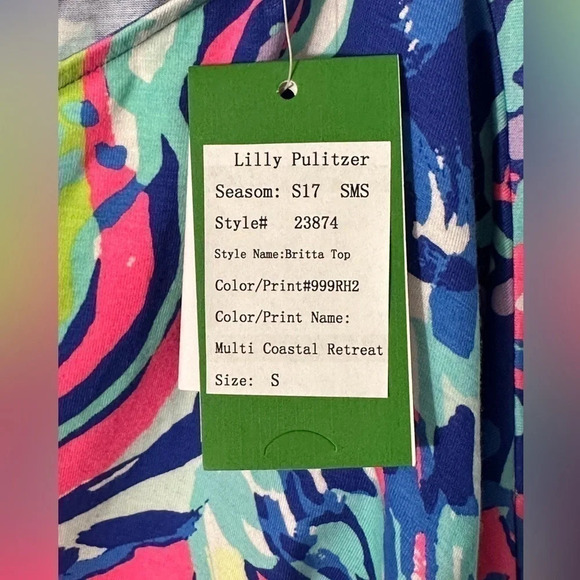 Lilly Pulitzer
Seasom: S17 SMS
Style# 23874
Style Name:Britta Top
Color/Print#999RH2
Color/Print Name:
Multi Coastal Retreat
Size: S